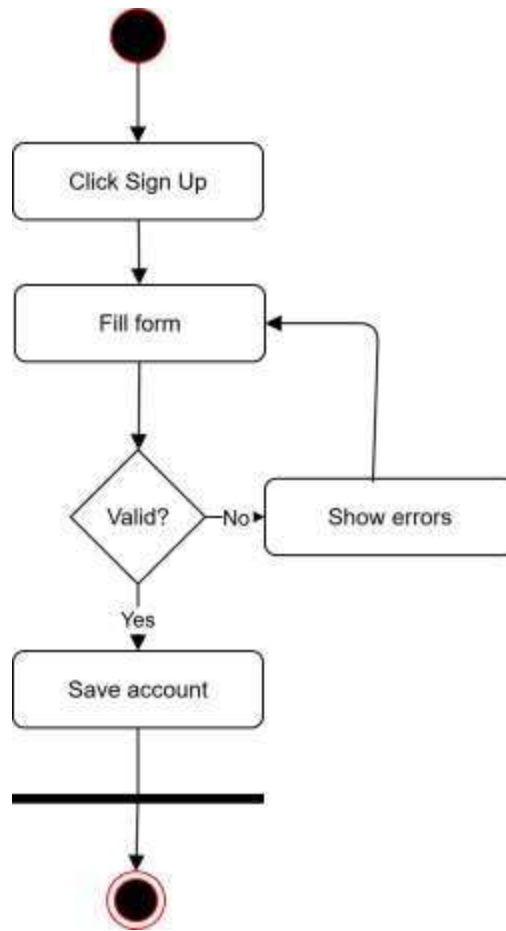 Click Sign Up
Fill form
Valid?
No
Show errors
Yes
Save account